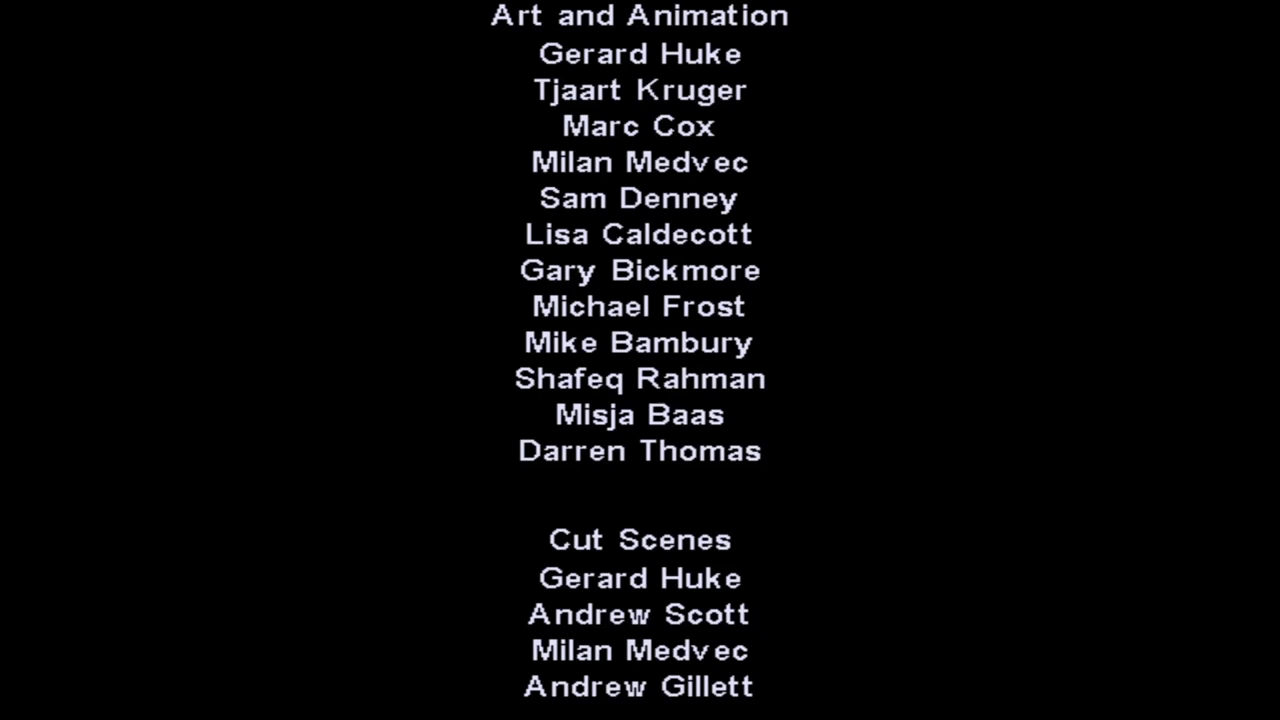 Art and Animation
Gerard Huke
Tjaart Kruger
Marc Cox
Milan Medvec
Sam Denney
Lisa Caldecott
Gary Bickmore
Michael Frost
Mike Bambury
Shafeq Rahman
Misja Baas
Darren Thomas
Cut Scenes
Gerard Huke
Andrew Scott
Milan Medvec
Andrew Gillett